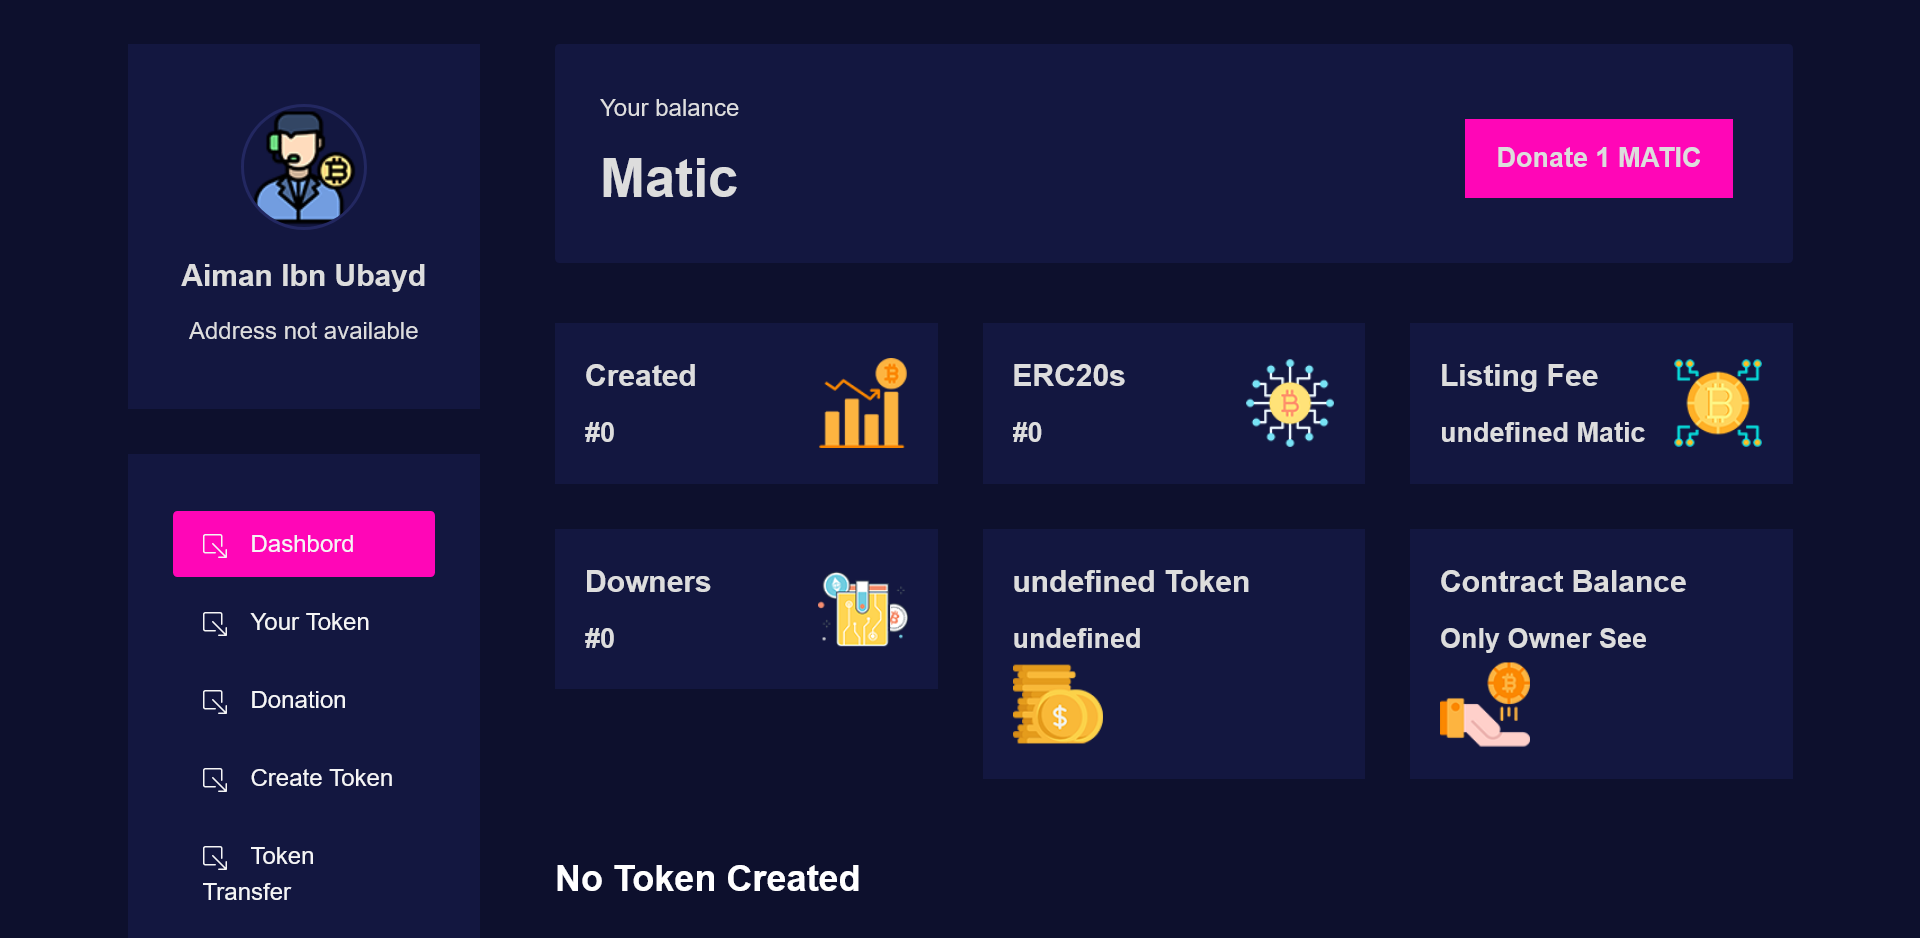 Aiman Ibn Ubayd
Address not available
Dashbord
Your Token
Donation
Create Token
Token
Transfer
Your balance
Matic
Donate 1 MATIC
Created
#0
ERC20s
#0
Listing Fee
undefined Matic
Downers
#0
undefined Token
undefined
Contract Balance
Only Owner See
No Token Created